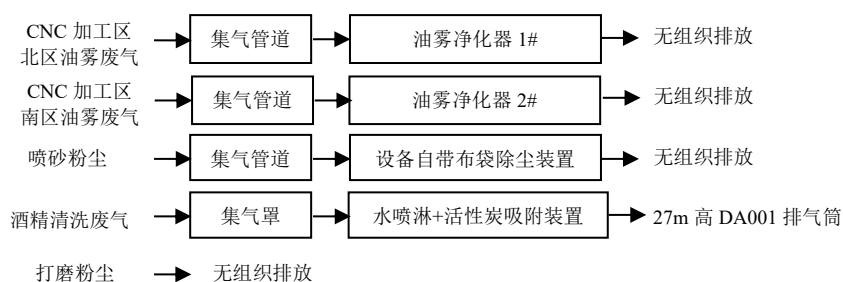 CNC 加工区
北区油雾废气
集气管道
油雾净化器 1#
无组织排放
CNC 加工区
南区油雾废气
集气管道
油雾净化器 2#
无组织排放
喷砂粉尘
集气管道
设备自带布袋除尘装置
无组织排放
酒精清洗废气
集气罩
水喷淋+活性炭吸附装置
27m 高 DA001 排气筒
打磨粉尘
无组织排放